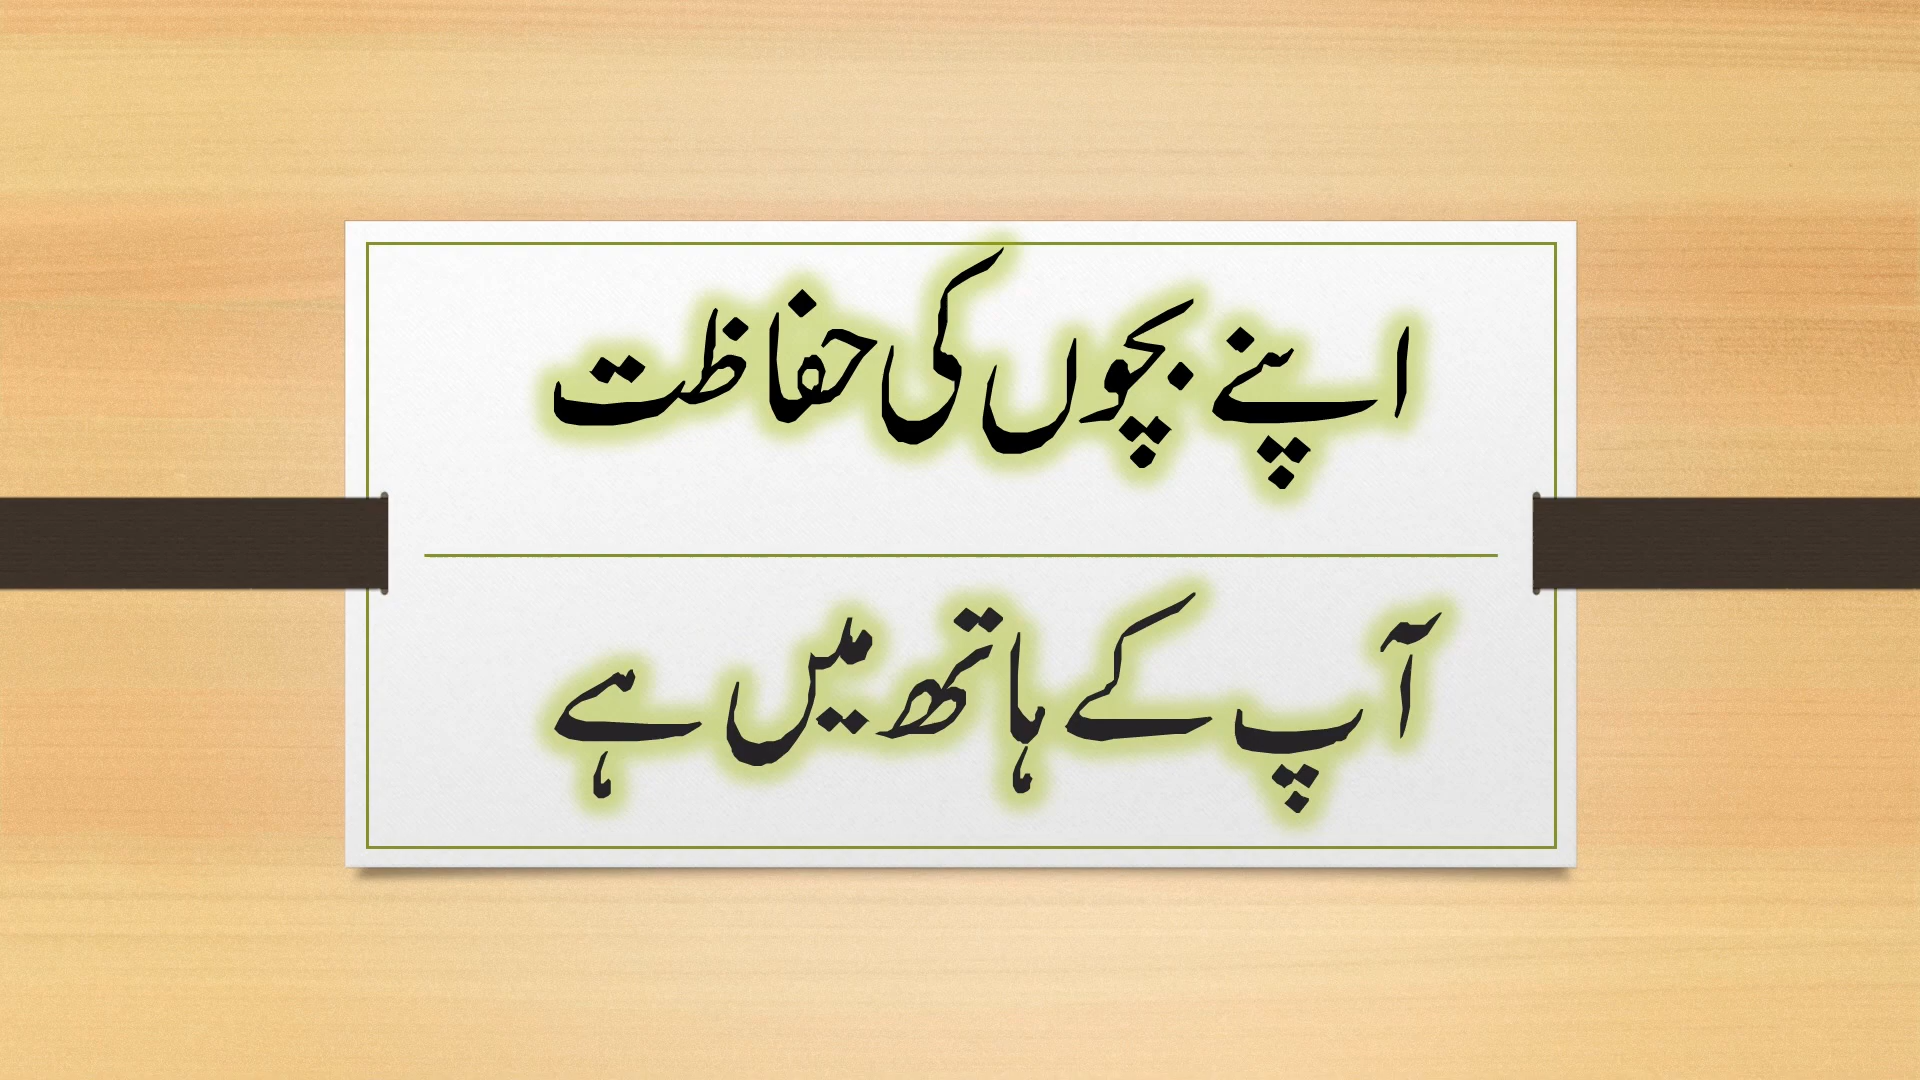 اپنے بچوں کی حفاظت
آپ کے ہاتھ میں ہے